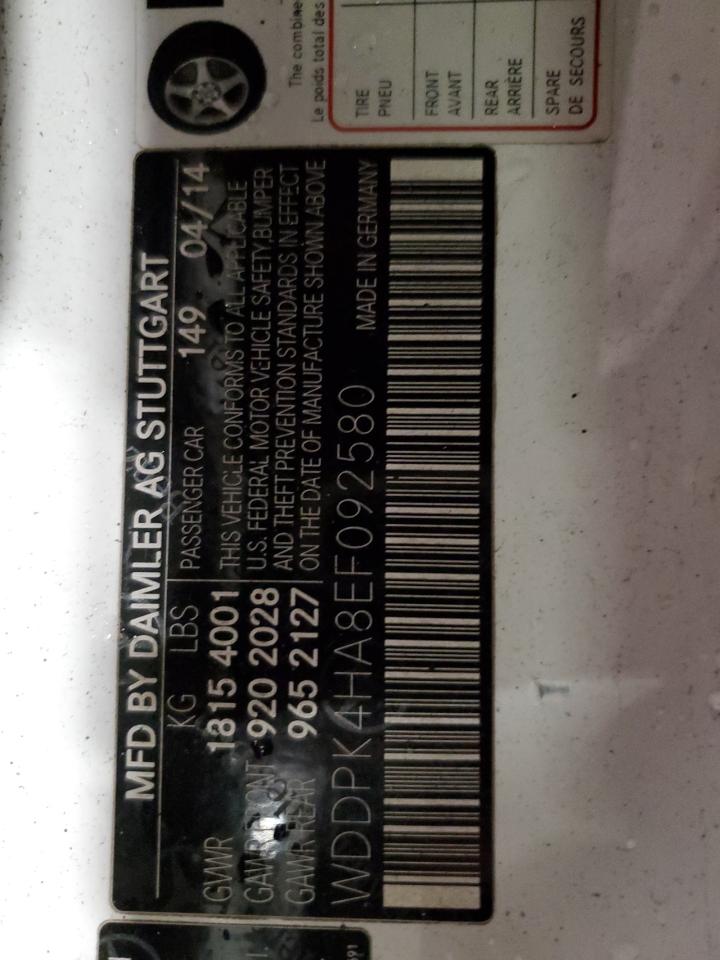 MFD BY DAIMLER AG STUTTGART
KG LBS
GVWR 1815 4001
GAWR FRONT 920 2028
GAWR REAR 965 2127
PASSENGER CAR 149 04/14
THIS VEHICLE CONFORMS TO ALL APPLICABLE
U.S. FEDERAL MOTOR VEHICLE SAFETY, BUMPER
AND THEFT PREVENTION STANDARDS IN EFFECT
ON THE DATE OF MANUFACTURE SHOWN ABOVE
WDDPK4HA8EF092580 MADE IN GERMANY
The combine
Le poids total des
TIRE
PNEU
FRONT
AVANT
REAR
ARRIÈRE
SPARE
DE SECOURS